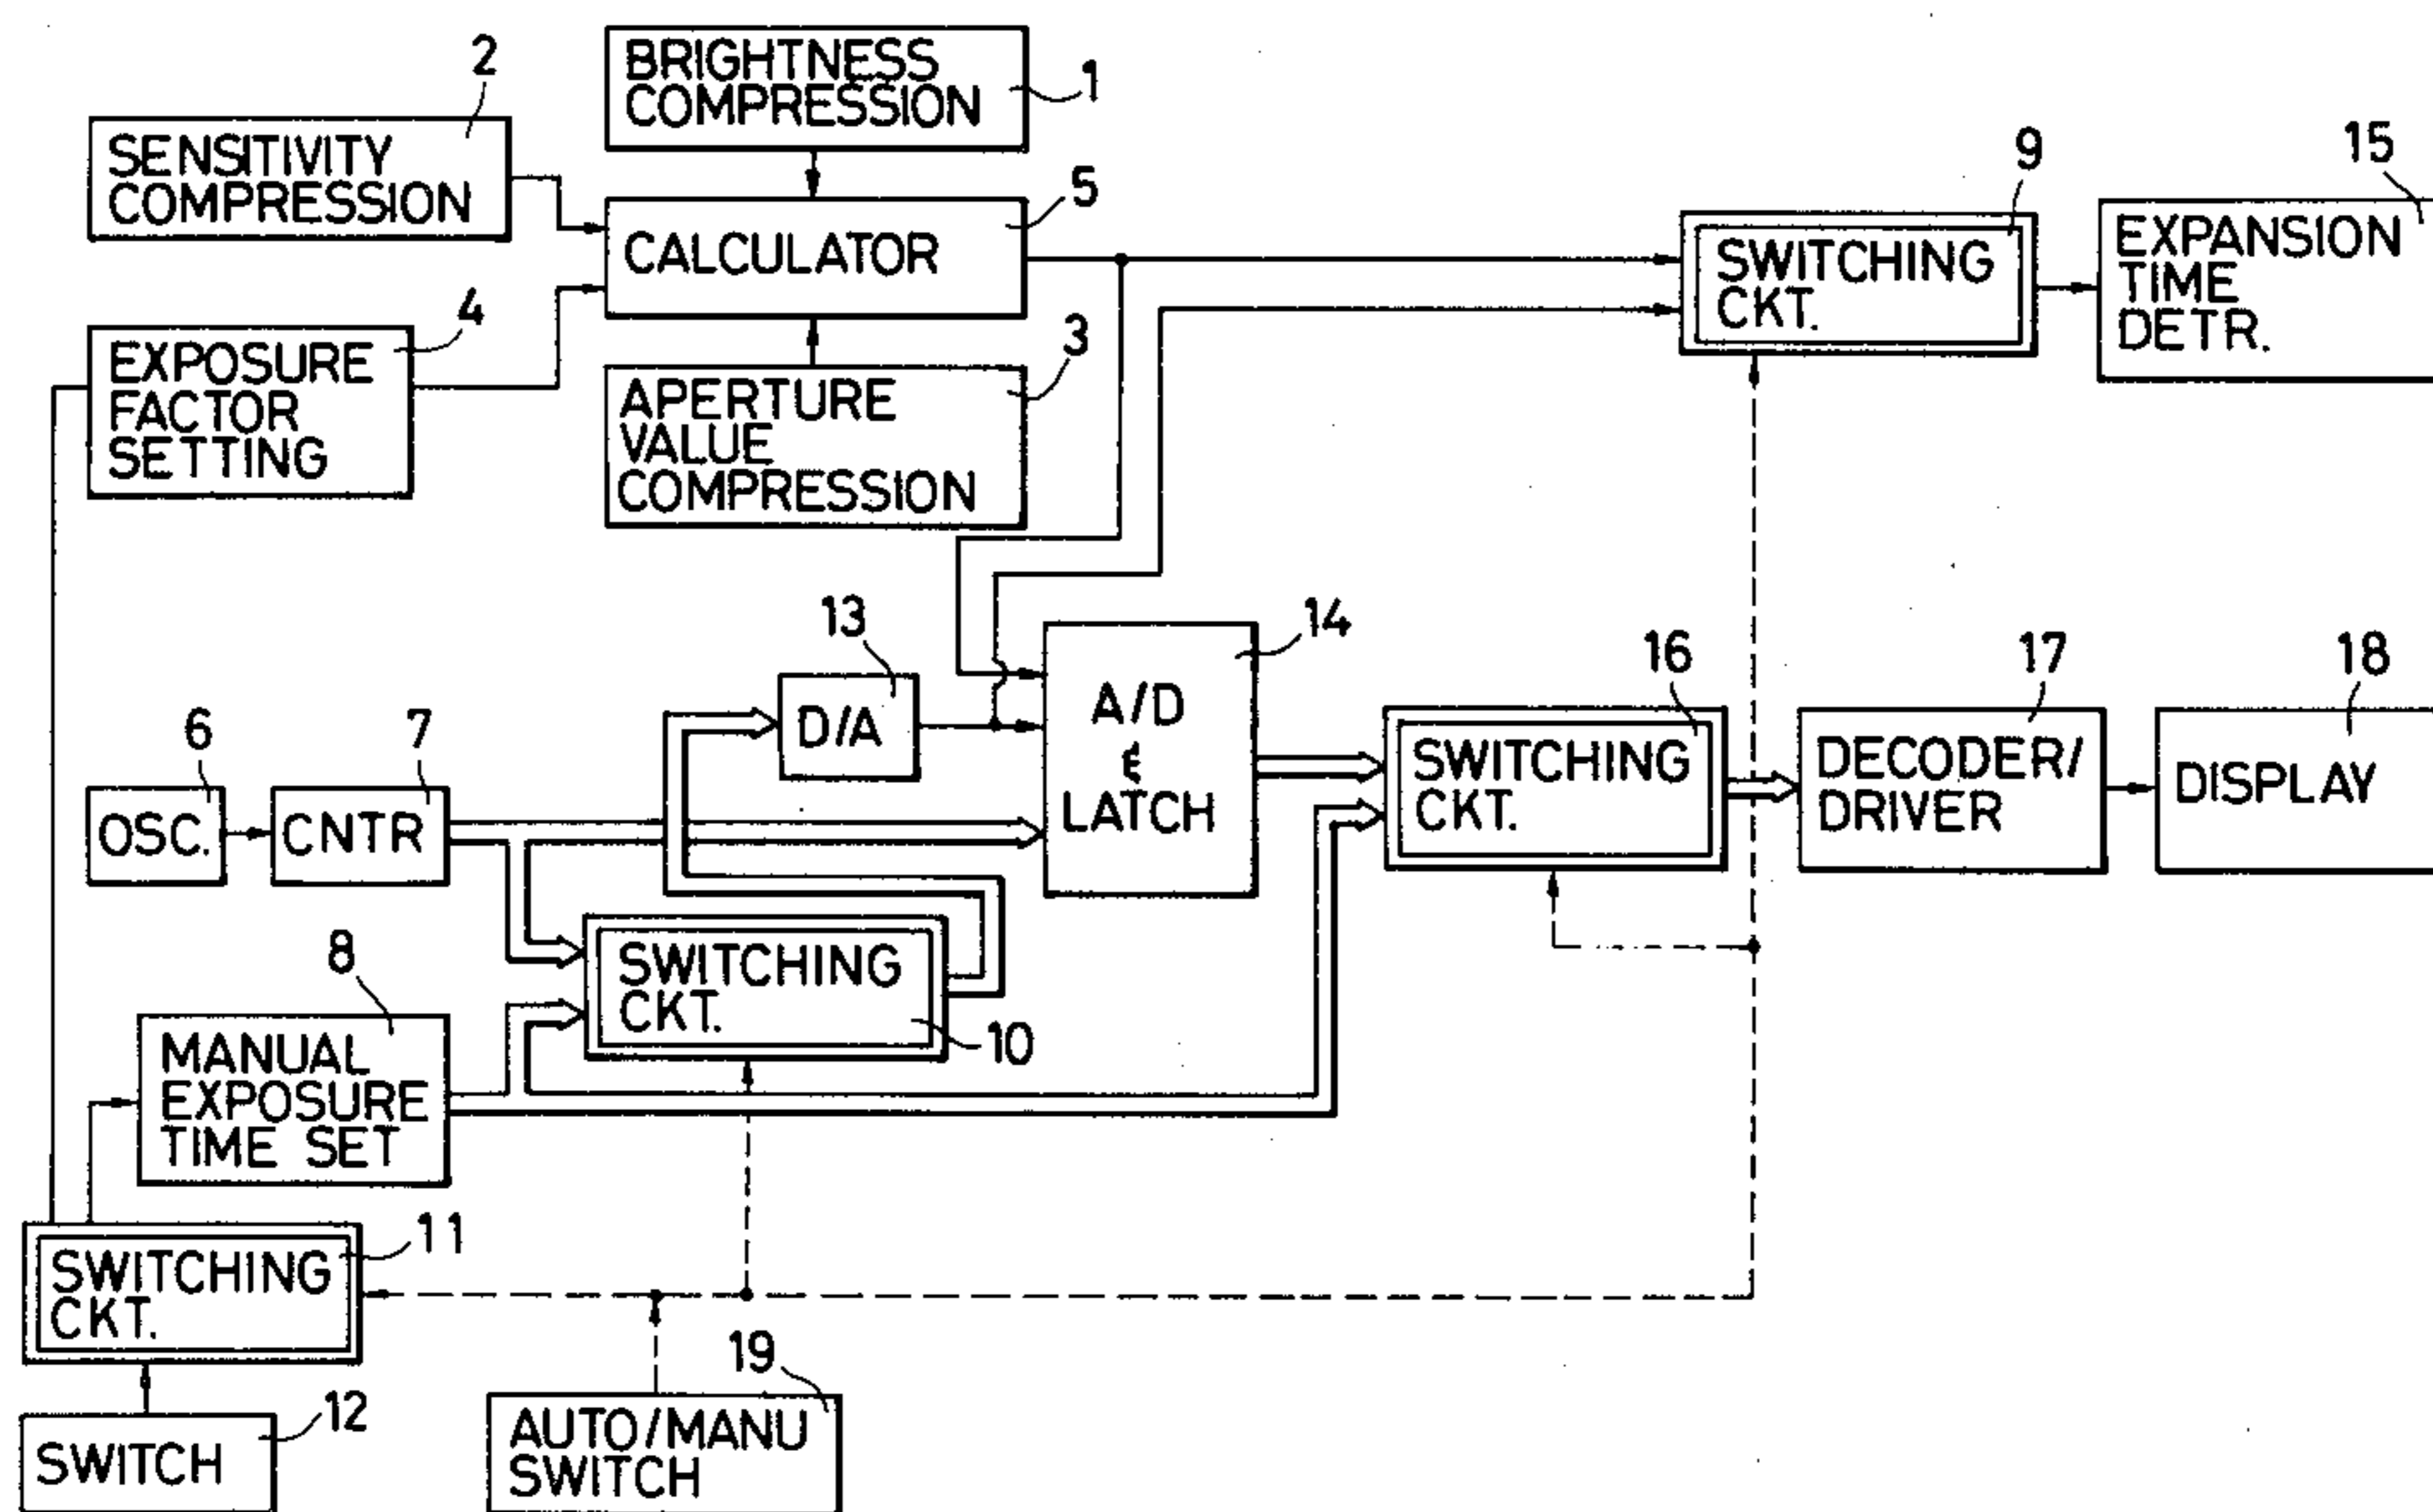 2
BRIGHTNESS
COMPRESSION
1
SENSITIVITY
COMPRESSION
5
CALCULATOR
9
SWITCHING
CKT.
15
EXPANSION
TIME
DETR.
4
EXPOSURE
FACTOR
SETTING
3
APERTURE
VALUE
COMPRESSION
13
D/A
14
A/D
&
LATCH
16
SWITCHING
CKT.
17
DECODER/
DRIVER
18
DISPLAY
6
OSC.
7
CNTR
8
MANUAL
EXPOSURE
TIME SET
SWITCHING
CKT.
10
11
SWITCHING
CKT.
12
SWITCH
19
AUTO/MANU
SWITCH